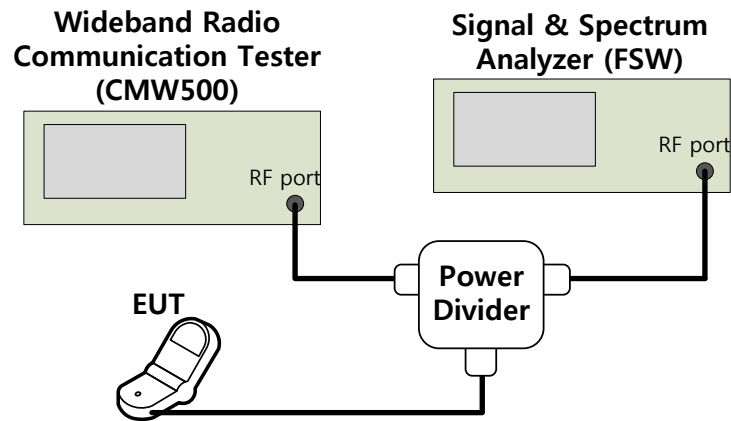 Wideband Radio
Communication Tester
(CMW500)
RF port
Signal & Spectrum
Analyzer (FSW)
RF port
Power
Divider
EUT